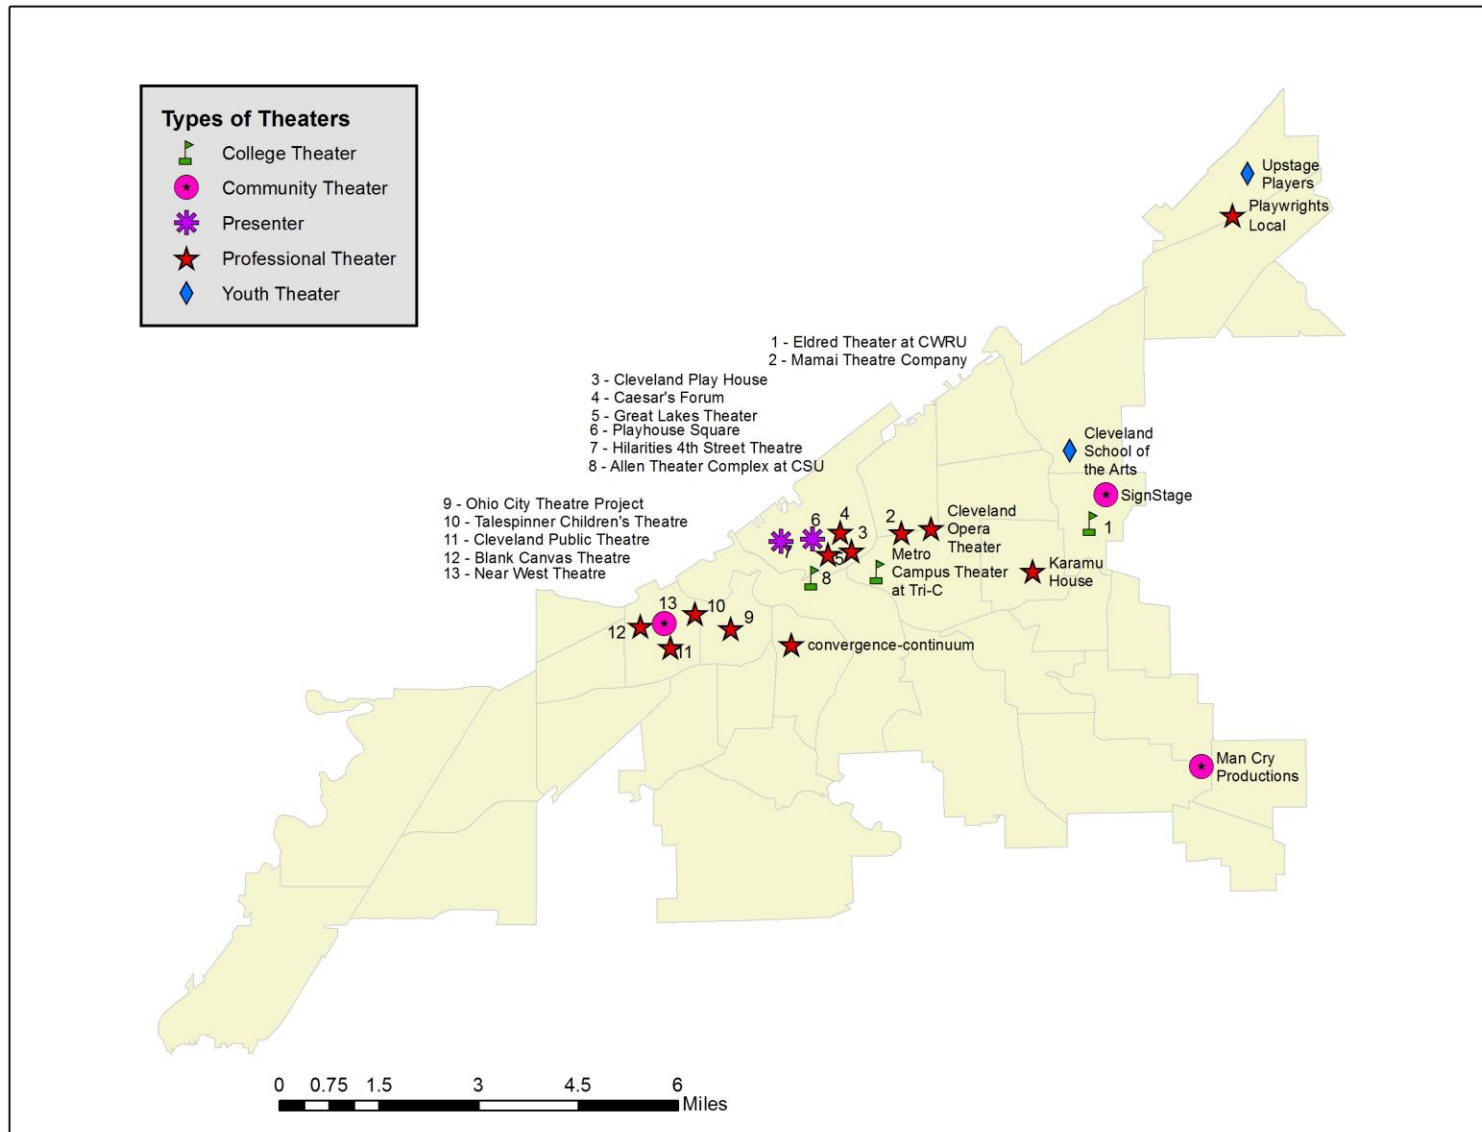 Types of Theaters
College Theater
Community Theater
Presenter
Professional Theater
Youth Theater
Upstage
Players
Playwrights
Local
1 - Eldred Theater at CWRU
2 - Mamai Theatre Company
3 - Cleveland Play House
4 - Caesar's Forum
5 - Great Lakes Theater
6 - Playhouse Square
7 - Hilarities 4th Street Theatre
8 - Allen Theater Complex at CSU
Cleveland
School of
the Arts
SignStage
1
9 - Ohio City Theatre Project
10 - Talespinner Children's Theatre
11 - Cleveland Public Theatre
12 - Blank Canvas Theatre
13 - Near West Theatre
6
4
2
3
7
5
8
Cleveland
Opera
Theater
Metro
Campus Theater
at Tri-C
Karamu
House
13
10
9
12
11
convergence-continuum
Man Cry
Productions
0 0.75 1.5 3 4.5 6
Miles